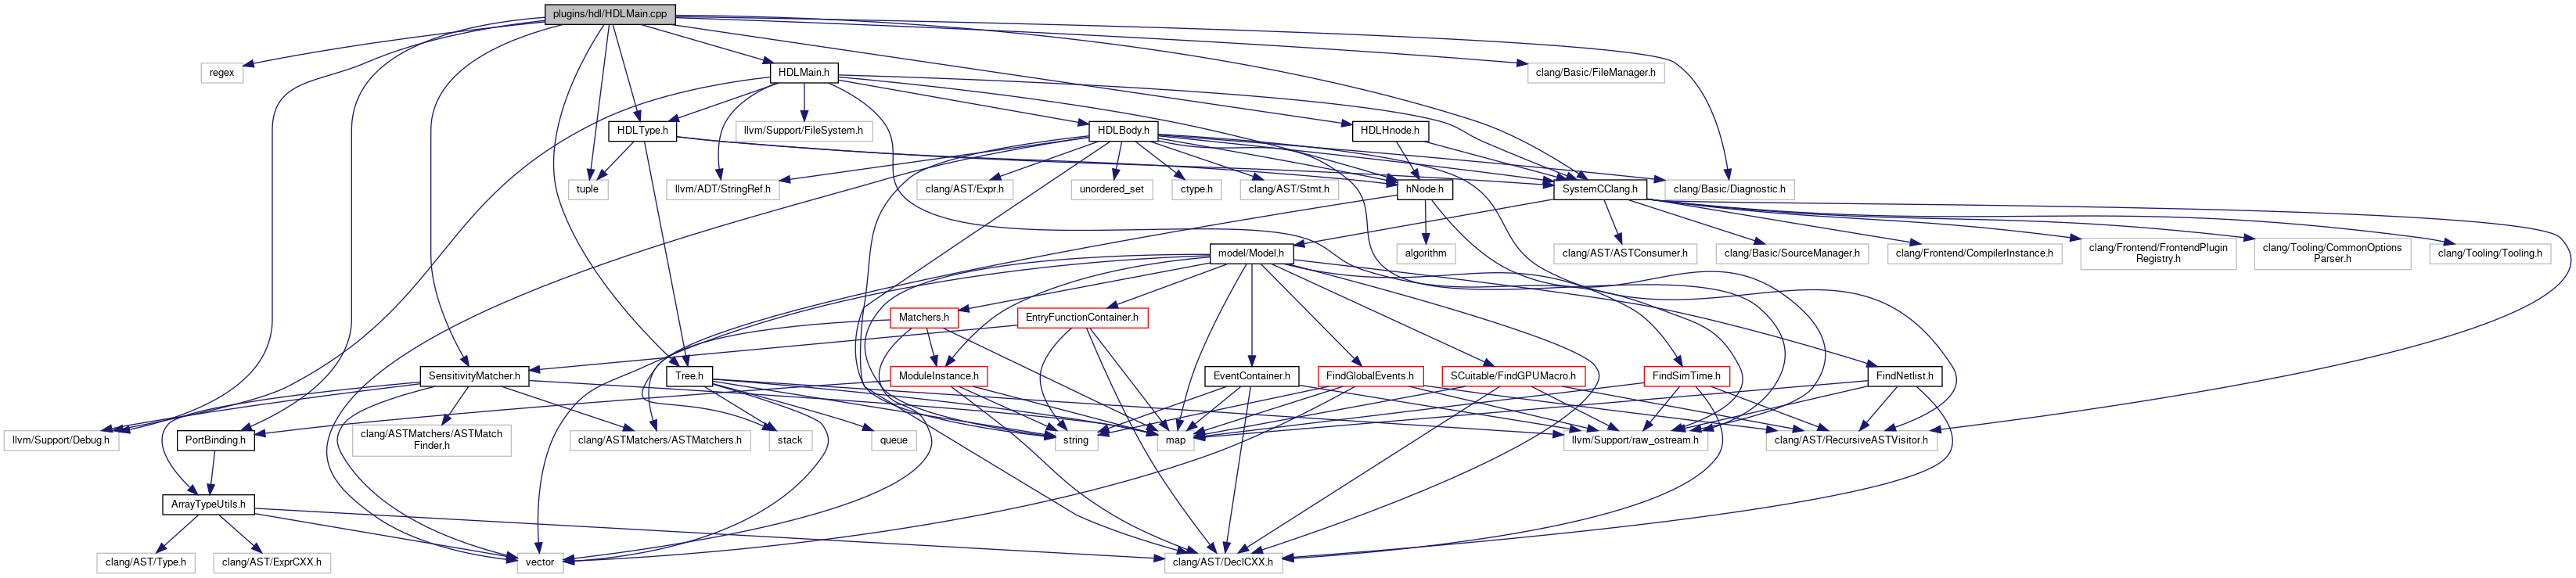 plugins/hdl/HDLMain.cpp
regex
HDLMain.h
clang/Basic/FileManager.h
HDLType.h
llvm/Support/FileSystem.h
HDLBody.h
HDLHnode.h
tuple
llvm/ADT/StringRef.h
clang/AST/Expr.h
unordered_set
ctype.h
clang/AST/Stmt.h
hNode.h
SystemCClang.h
clang/Basic/Diagnostic.h
model/Model.h
algorithm
clang/AST/ASTConsumer.h
clang/Basic/SourceManager.h
clang/Frontend/CompilerInstance.h
clang/Frontend/FrontendPlugin
Registry.h
clang/Tooling/CommonOptions
Parser.h
clang/Tooling/Tooling.h
Matchers.h
EntryFunctionContainer.h
SensitivityMatcher.h
Tree.h
ModuleInstance.h
EventContainer.h
FindGlobalEvents.h
SCuitable/FindGPUMacro.h
FindSimTime.h
FindNetlist.h
llvm/Support/Debug.h
PortBinding.h
clang/ASTMatchers/ASTMatch
Finder.h
clang/ASTMatchers/ASTMatchers.h
stack
queue
string
map
llvm/Support/raw_ostream.h
clang/AST/RecursiveASTVisitor.h
ArrayTypeUtils.h
clang/AST/Type.h
clang/AST/ExprCXX.h
vector
clang/AST/DeclCXX.h